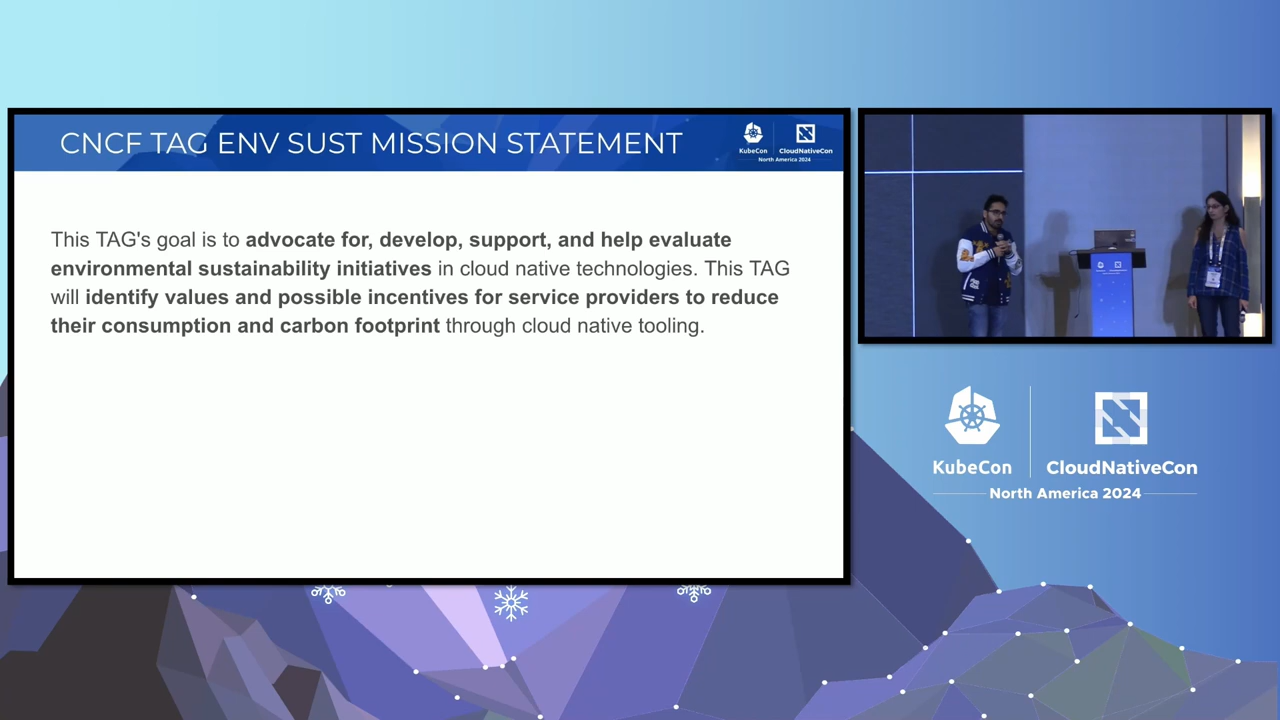 CNCF TAG ENV SUST MISSION STATEMENT
KubeCon
CloudNativeCon
North America 2024
This TAG's goal is to advocate for, develop, support, and help evaluate
environmental sustainability initiatives in cloud native technologies. This TAG
will identify values and possible incentives for service providers to reduce
their consumption and carbon footprint through cloud native tooling.
KubeCon
CloudNativeCon
North America 2024